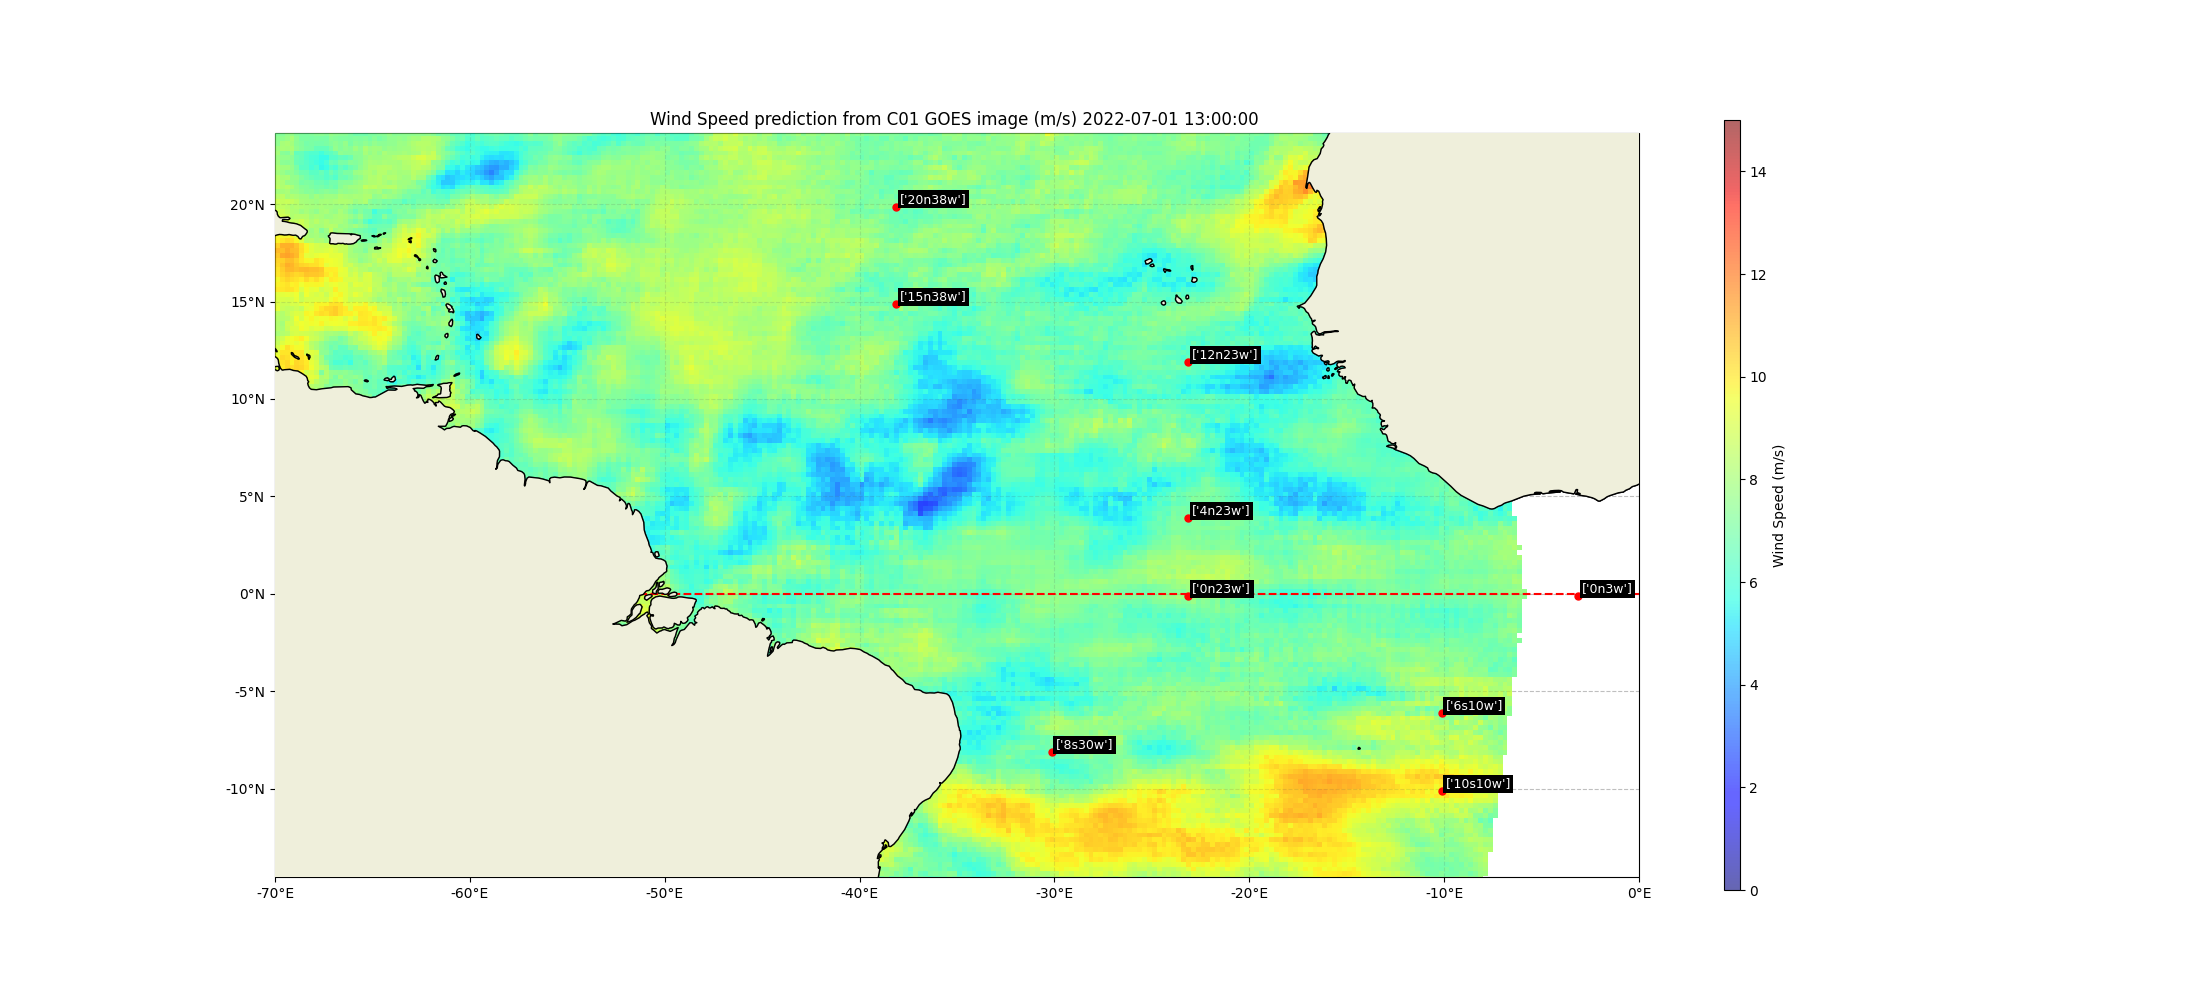 Wind Speed prediction from C01 GOES image (m/s) 2022-07-01 13:00:00
20°N
15°N
10°N
5°N
0°N
-5°N
-10°N
['20n38w']
['15n38w']
['12n23w']
['4n23w']
['0n23w']
['0n3w']
['6s10w']
['8s30w']
['10s10w']
-70°E
-60°E
-50°E
-40°E
-30°E
-20°E
-10°E
0°E
14
12
10
8
6
4
2
0
Wind Speed (m/s)